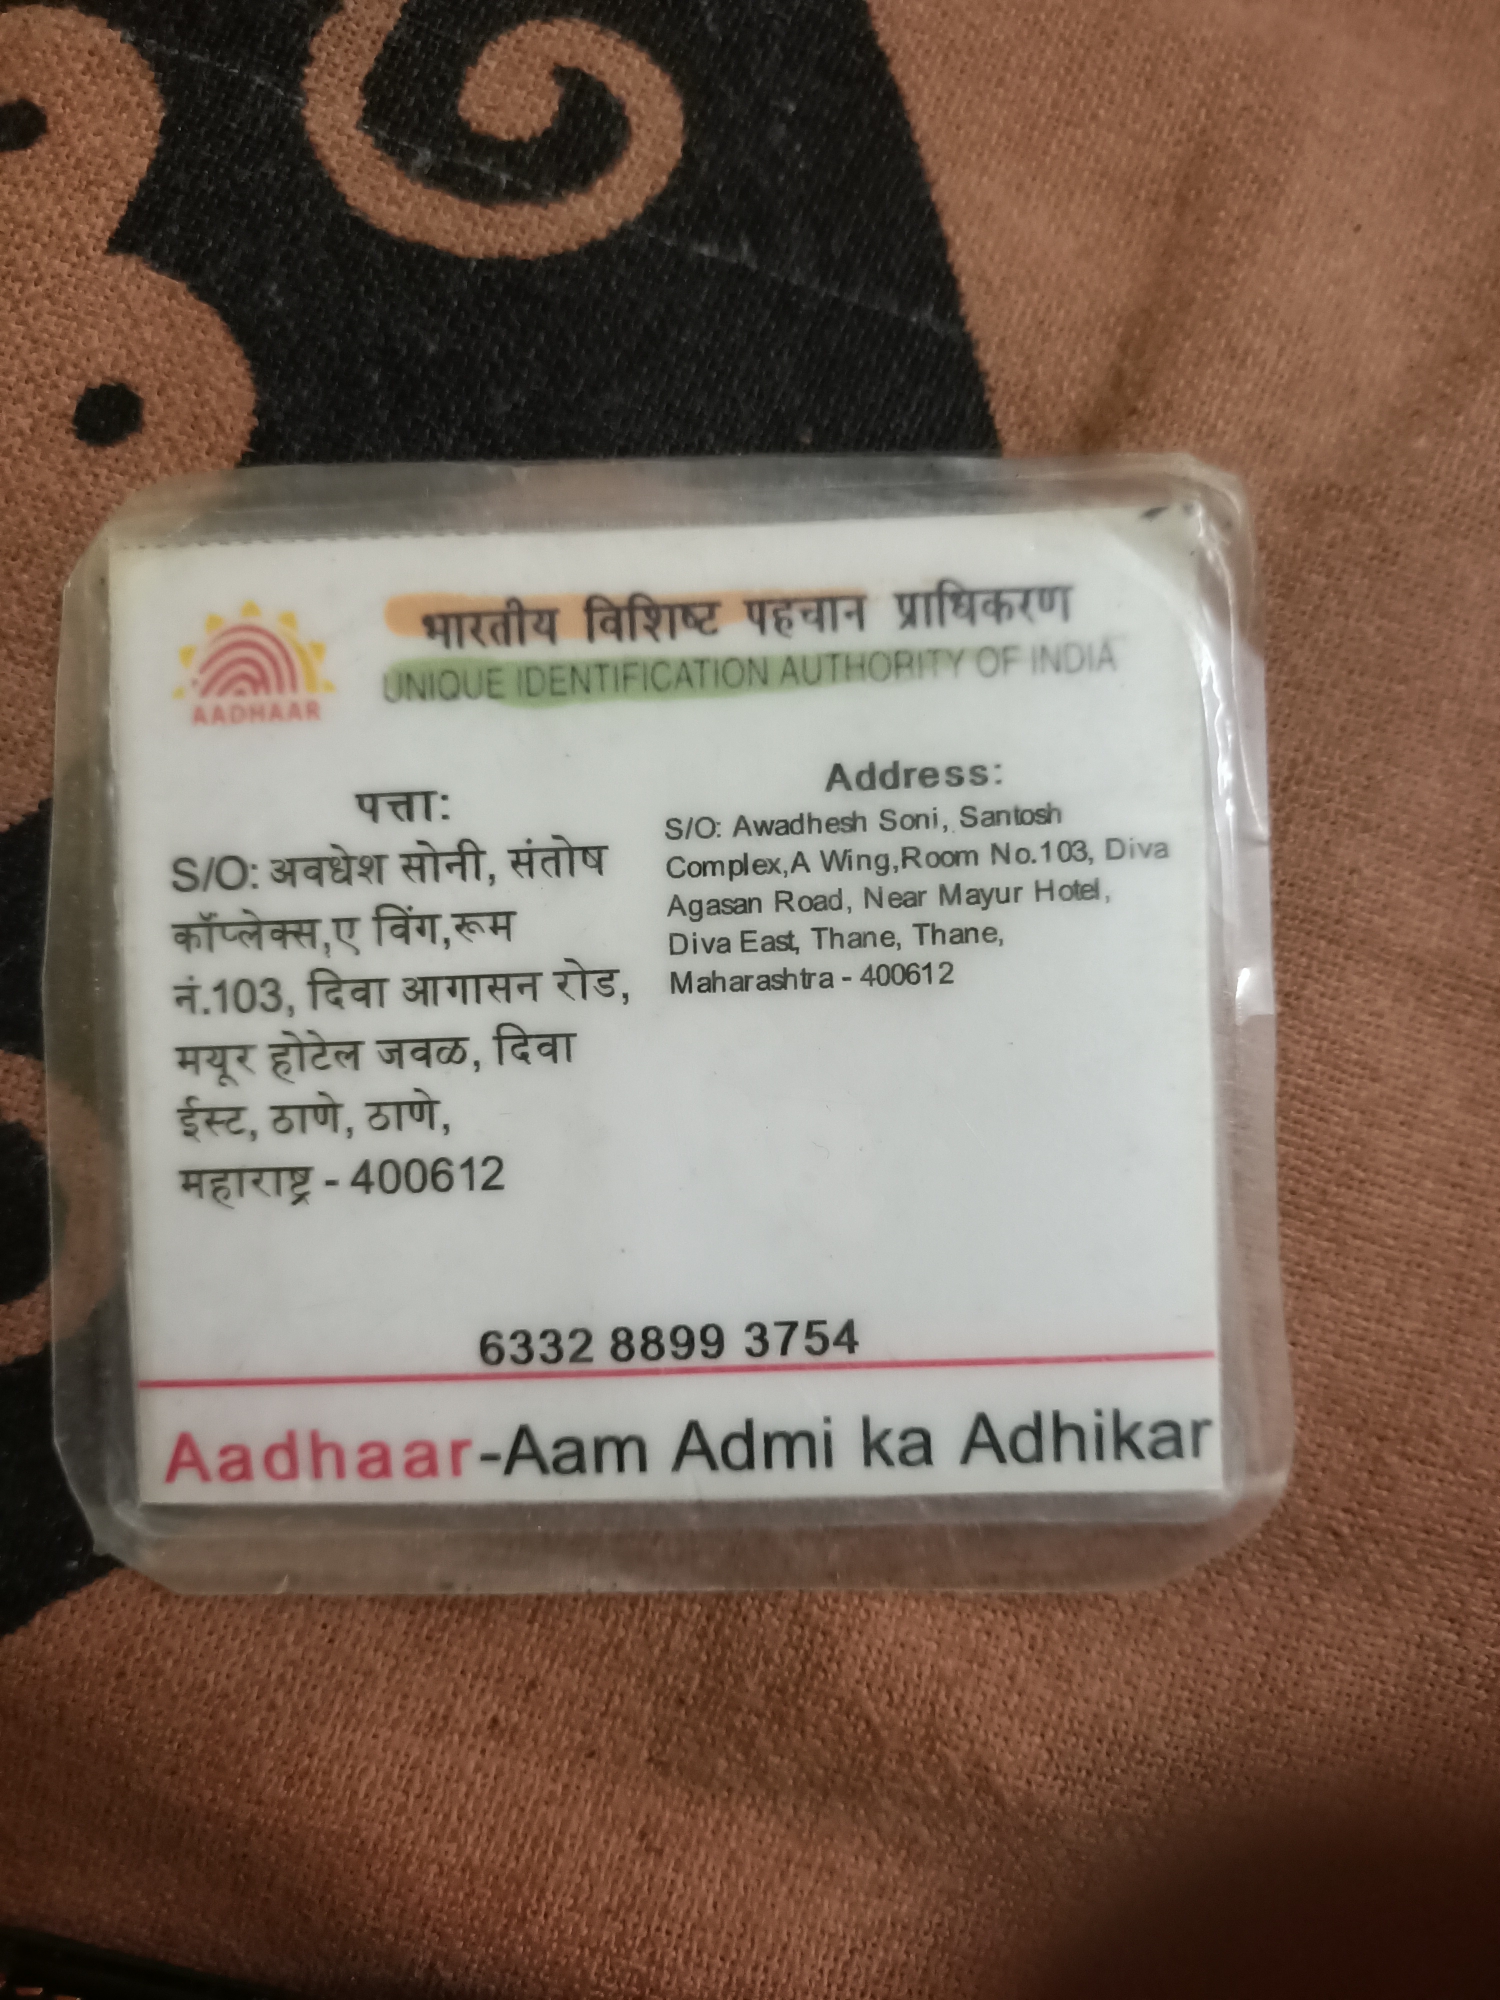 भारतीय विशिष्ट पहचान प्राधिकरण
UNIQUE IDENTIFICATION AUTHORITY OF INDIA
AADHAAR
पत्ता:
S/O: अवधेश सोनी, संतोष
कॉप्लेक्स,ए विंग,रूम
नं.103, दिवा आगासन रोड,
मयूर होटेल जवळ, दिवा
ईस्ट, ठाणे, ठाणे,
महाराष्ट्र - 400612
Address:
S/O: Awadhesh Soni, Santosh
Complex,A Wing,Room No.103, Diva
Agasan Road, Near Mayur Hotel,
Diva East, Thane, Thane,
Maharashtra - 400612
6332 8899 3754
Aadhaar-Aam Admi ka Adhikar